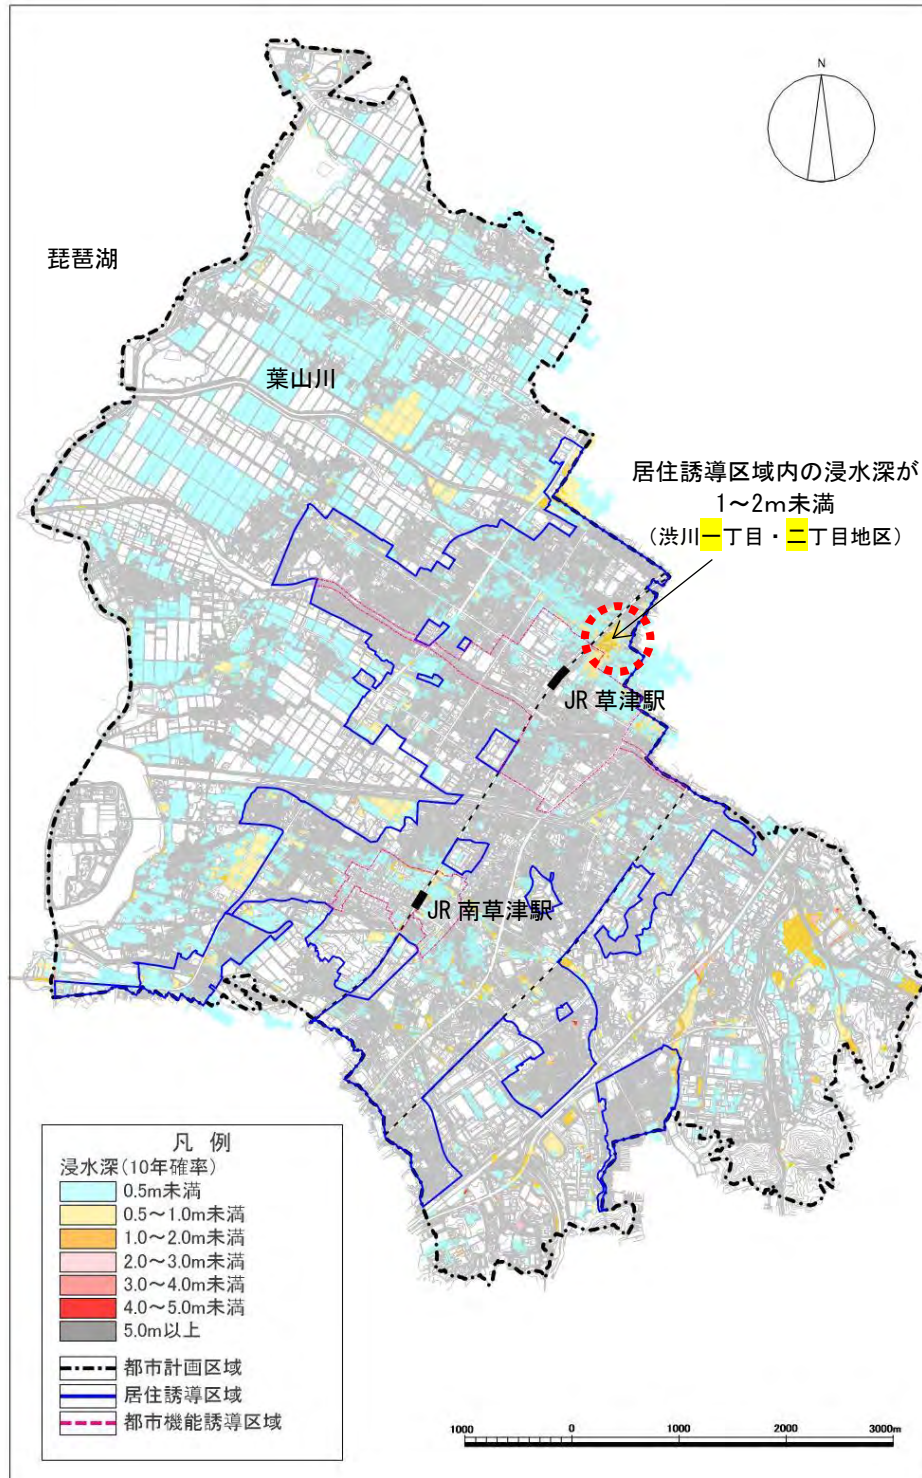 N
琵琶湖
葉山川
居住誘導区域内の浸水深が
1～2m未満
（渋川一丁目・二丁目地区）
JR 草津駅
JR 南草津駅
凡 例
浸水深(10年確率)
0.5m未満
0.5～1.0m未満
1.0～2.0m未満
2.0～3.0m未満
3.0～4.0m未満
4.0～5.0m未満
5.0m以上
都市計画区域
居住誘導区域
都市機能誘導区域
1000 0 1000 2000 3000m